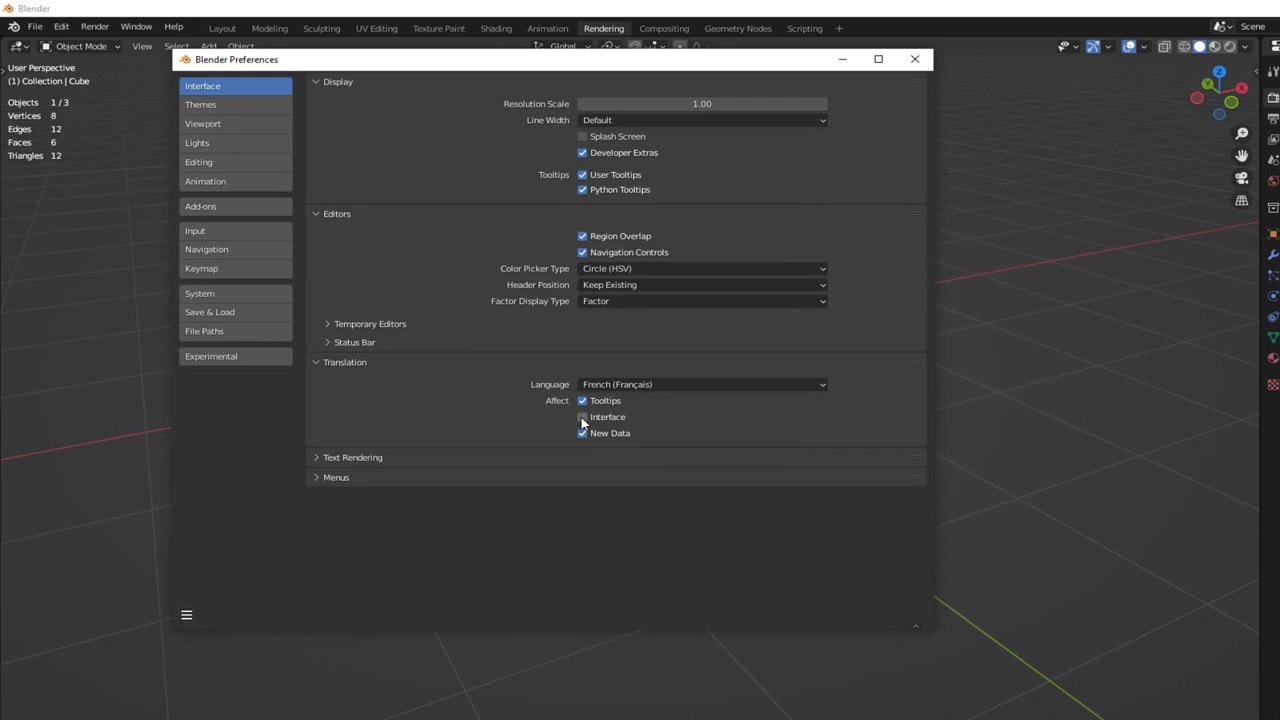 Blender
File Edit Render Window Help Layout Modeling Sculpting UV Editing Texture Paint Shading Animation Rendering Compositing Geometry Nodes Scripting + Scene
Object Mode View Select Add Object Global
Blender Preferences
User Perspective
(1) Collection | Cube
Objects 1 / 3
Vertices 8
Edges 12
Faces 6
Triangles 12
Z
X
Y
Interface
Themes
Viewport
Lights
Editing
Animation
Add-ons
Input
Navigation
Keymap
System
Save & Load
File Paths
Experimental
Display
Resolution Scale 1.00
Line Width Default
Splash Screen
Developer Extras
Tooltips User Tooltips
Python Tooltips
Editors
Region Overlap
Navigation Controls
Color Picker Type Circle (HSV)
Header Position Keep Existing
Factor Display Type Factor
Temporary Editors
Status Bar
Translation
Language French (Français)
Affect Tooltips
Interface
New Data
Text Rendering
Menus